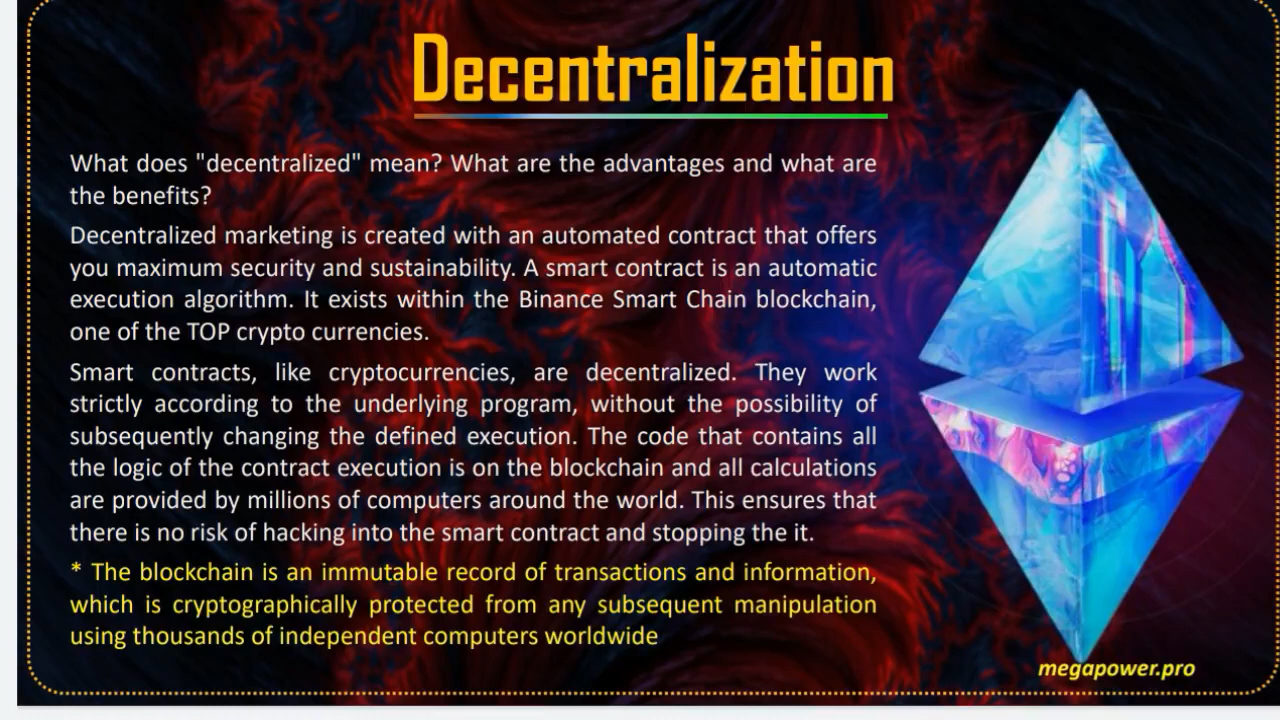 Decentralization
What does "decentralized" mean? What are the advantages and what are
the benefits?
Decentralized marketing is created with an automated contract that offers
you maximum security and sustainability. A smart contract is an automatic
execution algorithm. It exists within the Binance Smart Chain blockchain,
one of the TOP crypto currencies.
Smart contracts, like cryptocurrencies, are decentralized. They work
strictly according to the underlying program, without the possibility of
subsequently changing the defined execution. The code that contains all
the logic of the contract execution is on the blockchain and all calculations
are provided by millions of computers around the world. This ensures that
there is no risk of hacking into the smart contract and stopping the it.
* The blockchain is an immutable record of transactions and information,
which is cryptographically protected from any subsequent manipulation
using thousands of independent computers worldwide
megapower.pro